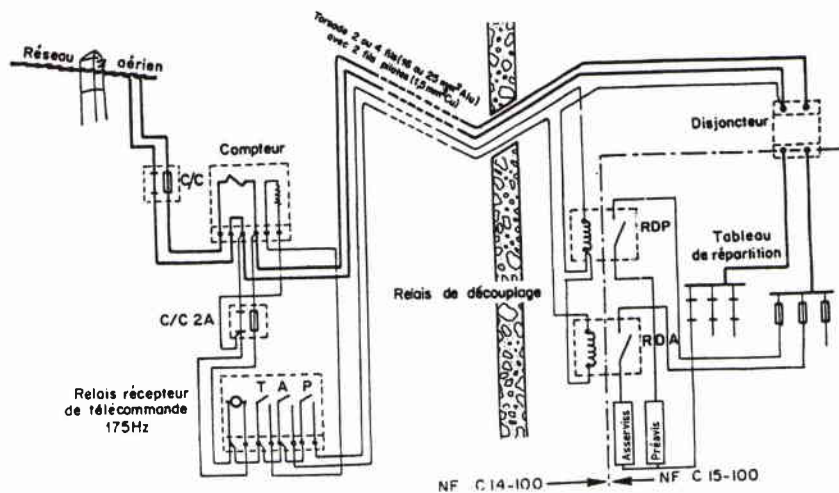 Réseau aérien
Torsade 2 ou 4 fils (16 ou 25 mm² Alu)
avec 2 fils pilotes (1,5 mm² Cu)
Disjoncteur
Compteur
C/C
RDP
Tableau
de répartition
Relais de découplage
C/C 2A
RDA
T A P
Relais récepteur
de télécommande
175Hz
Asserviss
Préavis
NF C14-100
NF C 15-100